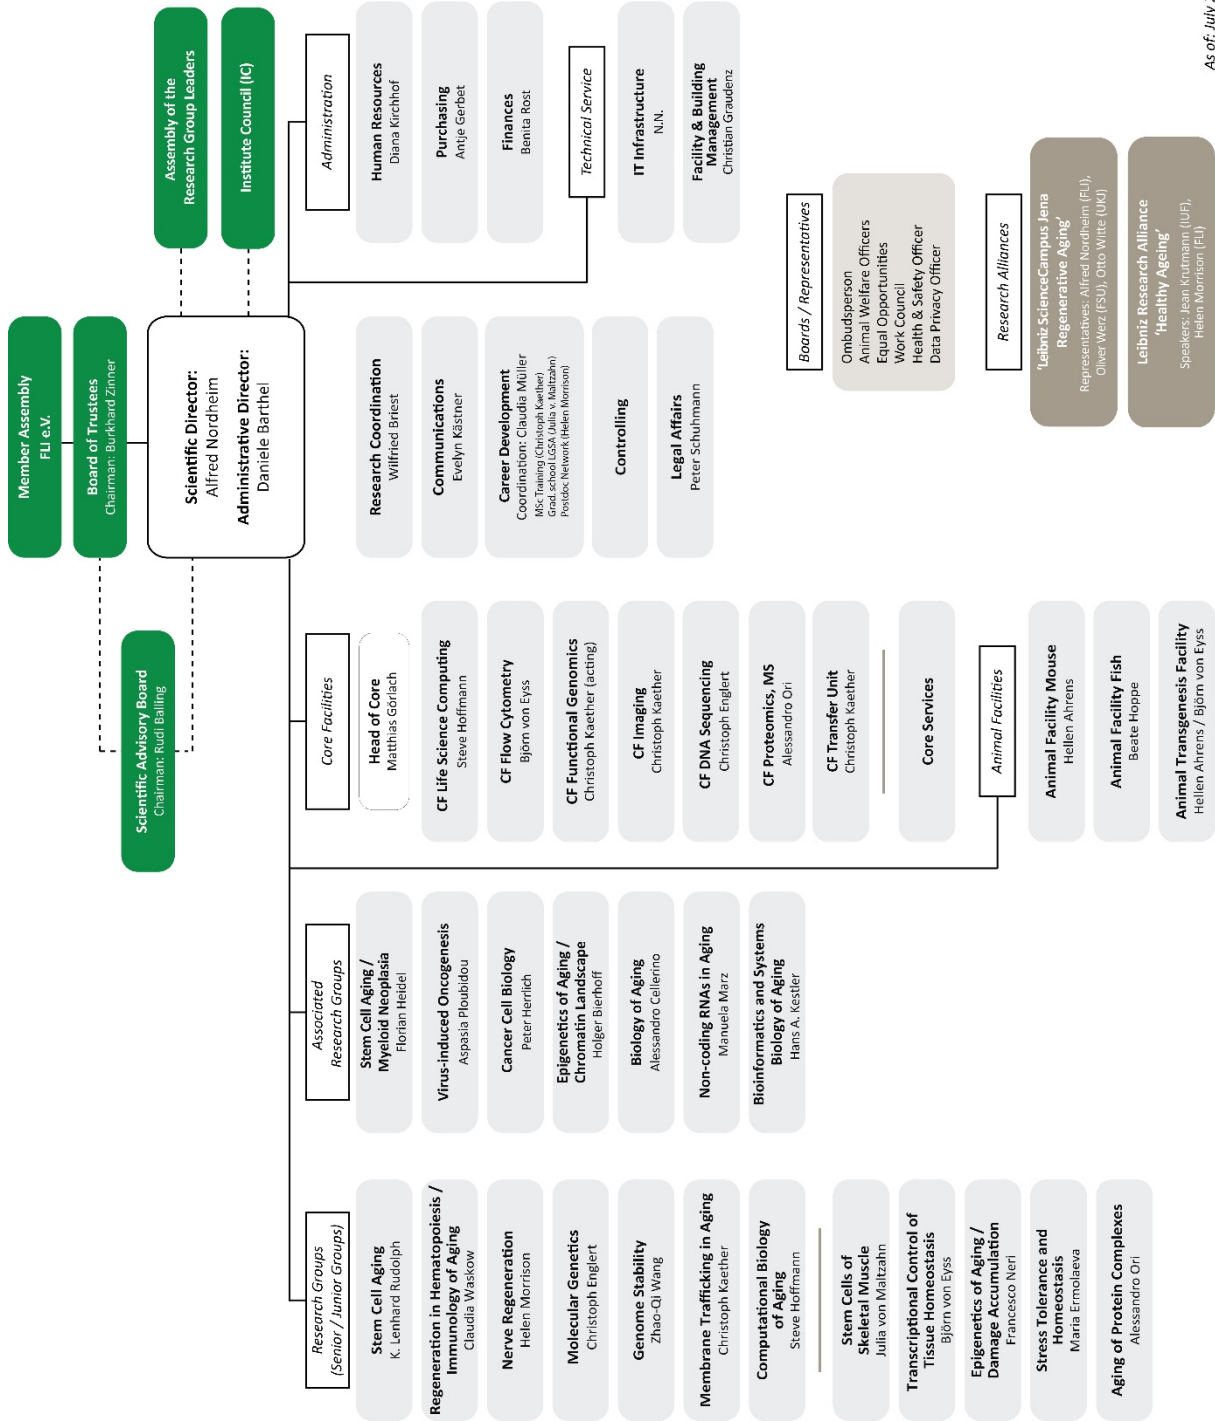 Member Assembly
FLI e.V.
Board of Trustees
Chairman: Burkhard Zinner
Scientific Advisory Board
Chairman: Rudi Balling
Scientific Director:
Alfred Nordheim
Administrative Director:
Daniele Barthel
Assembly of the
Research Group Leaders
Institute Council (IC)
Research Groups
(Senior / Junior Groups)
Stem Cell Aging
K. Lenhard Rudolph
Regeneration in Hematopoiesis /
Immunology of Aging
Claudia Waskow
Nerve Regeneration
Helen Morrison
Molecular Genetics
Christoph Englert
Genome Stability
Zhao-Qi Wang
Membrane Trafficking in Aging
Christoph Kaether
Computational Biology
of Aging
Steve Hoffmann
Stem Cells of
Skeletal Muscle
Julia von Maltzahn
Transcriptional Control of
Tissue Homeostasis
Björn von Eyss
Epigenetics of Aging /
Damage Accumulation
Francesco Neri
Stress Tolerance and
Homeostasis
Maria Ermolaeva
Aging of Protein Complexes
Alessandro Ori
Associated
Research Groups
Stem Cell Aging /
Myeloid Neoplasia
Florian Heidel
Virus-induced Oncogenesis
Aspasia Ploubidou
Cancer Cell Biology
Peter Herrlich
Epigenetics of Aging /
Chromatin Landscape
Holger Bierhoff
Biology of Aging
Alessandro Cellerino
Non-coding RNAs in Aging
Manuela Marz
Bioinformatics and Systems
Biology of Aging
Hans A. Kestler
Core Facilities
Head of Core
Matthias Görlach
CF Life Science Computing
Steve Hoffmann
CF Flow Cytometry
Björn von Eyss
CF Functional Genomics
Christoph Kaether (acting)
CF Imaging
Christoph Kaether
CF DNA Sequencing
Christoph Englert
CF Proteomics, MS
Alessandro Ori
CF Transfer Unit
Christoph Kaether
Core Services
Animal Facilities
Animal Facility Mouse
Hellen Ahrens
Animal Facility Fish
Beate Hoppe
Animal Transgenesis Facility
Hellen Ahrens / Björn von Eyss
Research Coordination
Wilfried Briest
Communications
Evelyn Kästner
Career Development
Coordination: Claudia Müller
MSc Training (Christoph Kaether)
Grad. school LGSA (Julia v. Maltzahn)
Postdoc Network (Helen Morrison)
Controlling
Legal Affairs
Peter Schuhmann
Administration
Human Resources
Diana Kirchhof
Purchasing
Antje Gerbet
Finances
Benita Rost
Technical Service
IT Infrastructure
N.N.
Facility & Building
Management
Christian Graudenz
Boards / Representatives
Ombudsperson
Animal Welfare Officers
Equal Opportunities
Work Council
Health & Safety Officer
Data Privacy Officer
Research Alliances
'Leibniz ScienceCampus Jena
Regenerative Aging'
Representatives: Alfred Nordheim (FLI),
Oliver Werz (FSU), Otto Witte (UKJ)
Leibniz Research Alliance
'Healthy Ageing'
Speakers: Jean Krutmann (IUF),
Helen Morrison (FLI)
As of: July